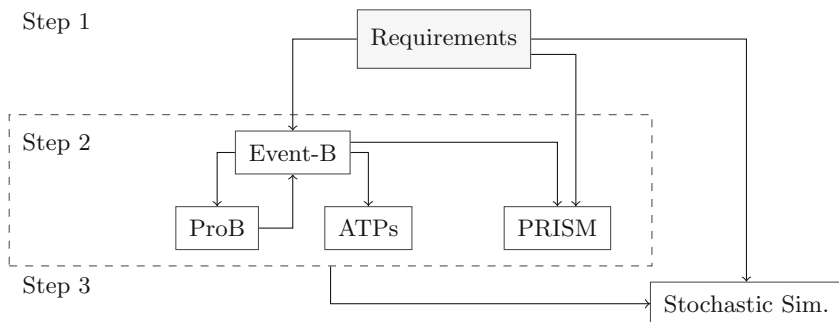 Step 1
Requirements
Step 2
Event-B
ProB
ATPs
PRISM
Step 3
Stochastic Sim.